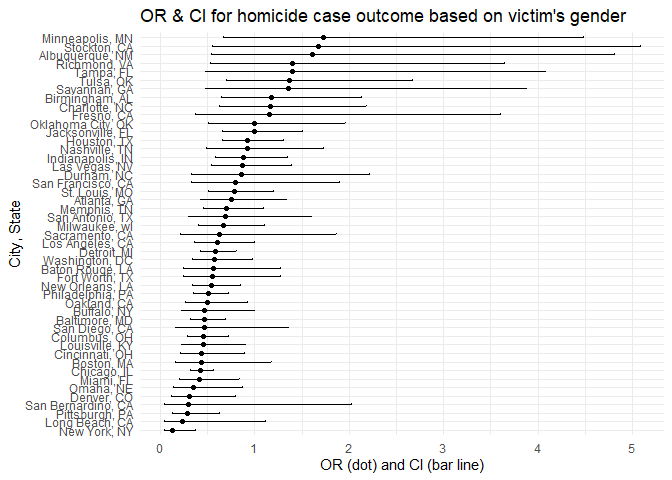 OR & CI for homicide case outcome based on victim's gender
City, State
Minneapolis, MN
Stockton, CA
Albuquerque, NM
Richmond, VA
Tampa, FL
Tulsa, OK
Savannah, GA
Birmingham, AL
Charlotte, NC
Fresno, CA
Oklahoma City, OK
Jacksonville, FL
Houston, TX
Nashville, TN
Indianapolis, IN
Las Vegas, NV
Durham, NC
San Francisco, CA
St. Louis, MO
Atlanta, GA
Memphis, TN
San Antonio, TX
Milwaukee, wI
Sacramento, CA
Los Angeles, CA
Detroit, MI
Washington, DC
Baton Rouge, LA
Fort Worth, TX
New Orleans, LA
Philadelphia, PA
Oakland, CA
Buffalo, NY
Baltimore, MD
San Diego, CA
Columbus, OH
Louisville, KY
Cincinnati, OH
Boston, MA
Chicago, IL
Miami, FL
Omaha, NE
Denver, CO
San Bernardino, CA
Pittsburgh, PA
Long Beach, CA
New York, NY
0 1 2 3 4 5
OR (dot) and CI (bar line)